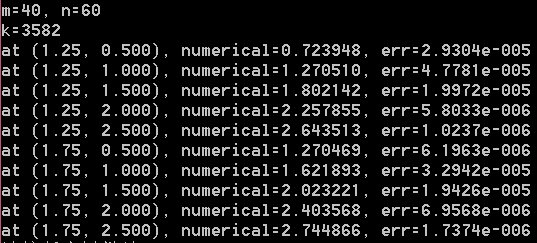 m=40, n=60
k=3582
at (1.25, 0.500), numerical=0.723948, err=2.9304e-005
at (1.25, 1.000), numerical=1.270510, err=4.7781e-005
at (1.25, 1.500), numerical=1.802142, err=1.9972e-005
at (1.25, 2.000), numerical=2.257855, err=5.8033e-006
at (1.25, 2.500), numerical=2.643513, err=1.0237e-006
at (1.75, 0.500), numerical=1.270469, err=6.1963e-006
at (1.75, 1.000), numerical=1.621893, err=3.2942e-005
at (1.75, 1.500), numerical=2.023221, err=1.9426e-005
at (1.75, 2.000), numerical=2.403568, err=6.9568e-006
at (1.75, 2.500), numerical=2.744866, err=1.7374e-006